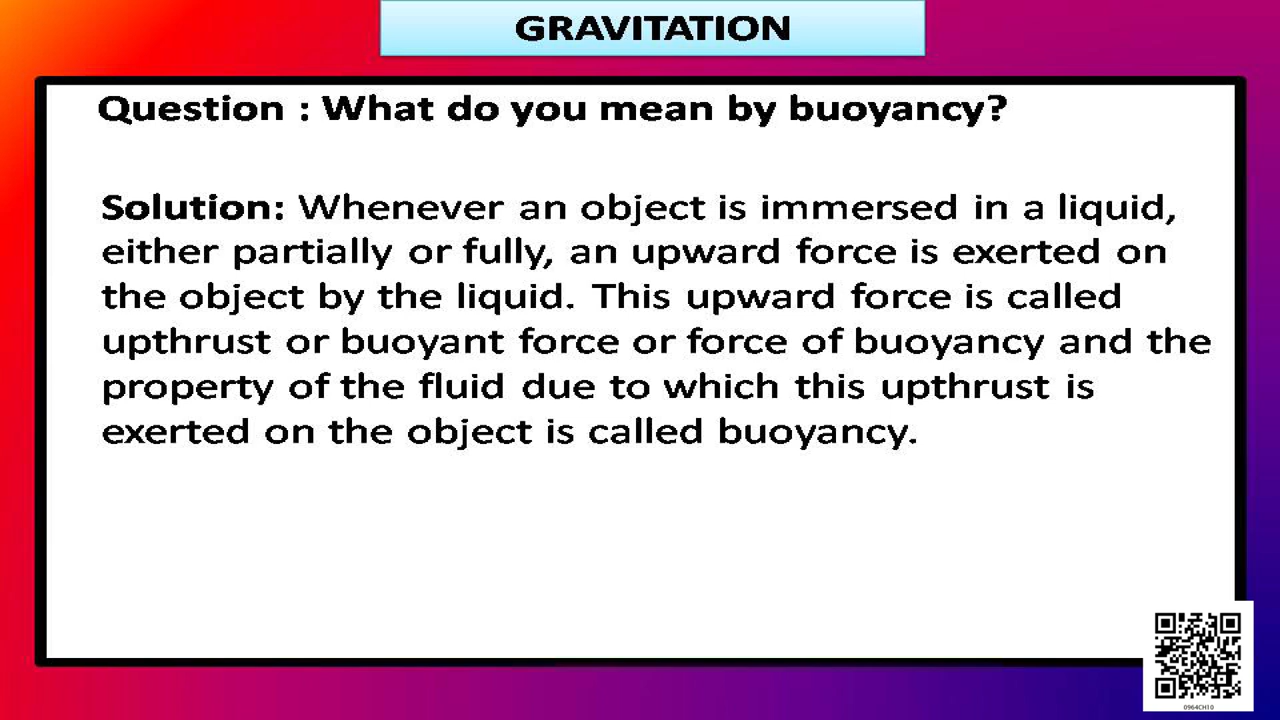 GRAVITATION
Question : What do you mean by buoyancy?
Solution: Whenever an object is immersed in a liquid,
either partially or fully, an upward force is exerted on
the object by the liquid. This upward force is called
upthrust or buoyant force or force of buoyancy and the
property of the fluid due to which this upthrust is
exerted on the object is called buoyancy.
0964CH10